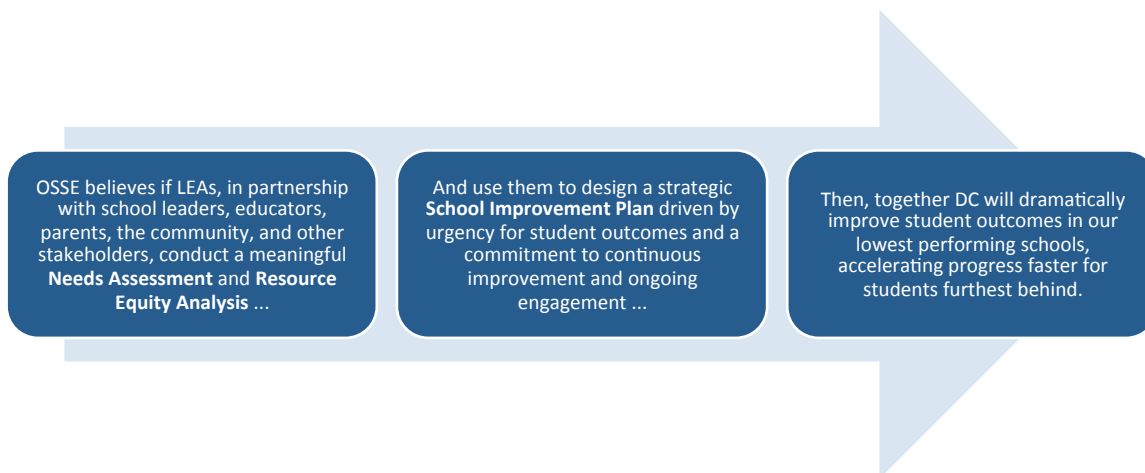 OSSE believes if LEAs, in partnership
with school leaders, educators,
parents, the community, and other
stakeholders, conduct a meaningful
Needs Assessment and Resource
Equity Analysis ...
And use them to design a strategic
School Improvement Plan driven by
urgency for student outcomes and a
commitment to continuous
improvement and ongoing
engagement ...
Then, together DC will dramatically
improve student outcomes in our
lowest performing schools,
accelerating progress faster for
students furthest behind.